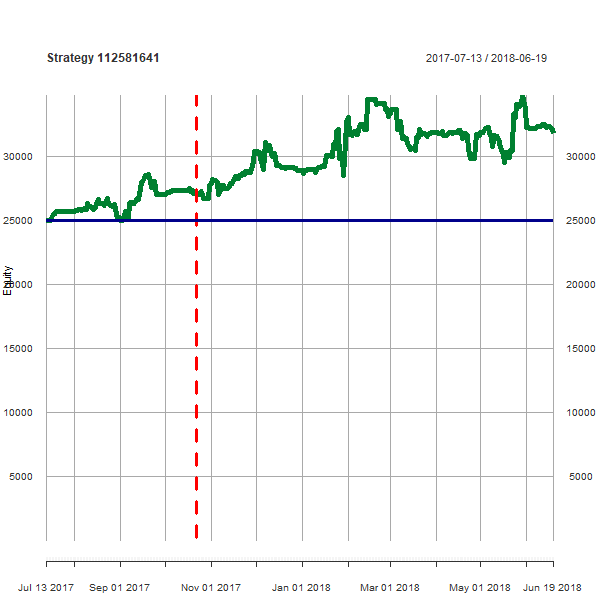 Strategy 112581641 2017-07-13 / 2018-06-19
30000 30000
25000 25000
Equity
20000 20000
15000 15000
10000 10000
5000 5000
Jul 13 2017 Sep 01 2017 Nov 01 2017 Jan 01 2018 Mar 01 2018 May 01 2018 Jun 19 2018